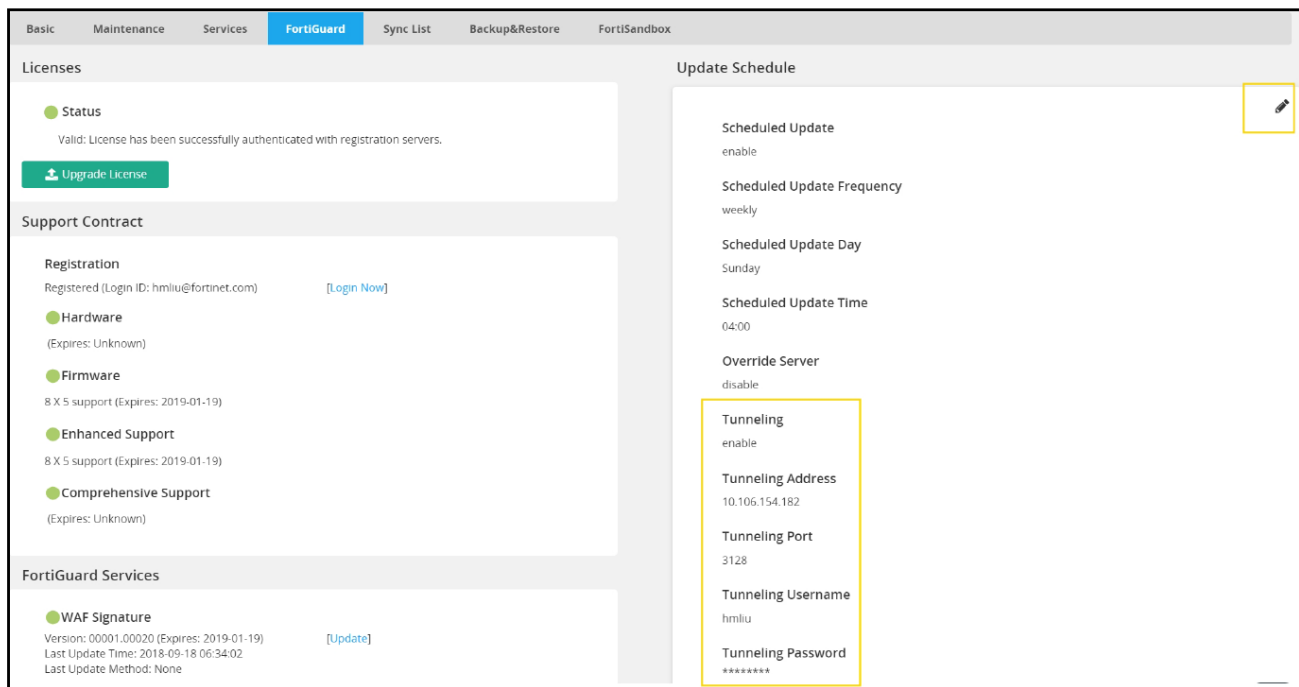 Basic Maintenance Services FortiGuard Sync List Backup&Restore FortiSandbox
Licenses
Status
Valid: License has been successfully authenticated with registration servers.
Upgrade License
Support Contract
Registration
Registered (Login ID: hmliu@fortinet.com) [Login Now]
Hardware
(Expires: Unknown)
Firmware
8 X 5 support (Expires: 2019-01-19)
Enhanced Support
8 X 5 support (Expires: 2019-01-19)
Comprehensive Support
(Expires: Unknown)
FortiGuard Services
WAF Signature
Version: 00001.00020 (Expires: 2019-01-19) [Update]
Last Update Time: 2018-09-18 06:34:02
Last Update Method: None
Update Schedule
Scheduled Update
enable
Scheduled Update Frequency
weekly
Scheduled Update Day
Sunday
Scheduled Update Time
04:00
Override Server
disable
Tunneling
enable
Tunneling Address
10.106.154.182
Tunneling Port
3128
Tunneling Username
hmliu
Tunneling Password
********